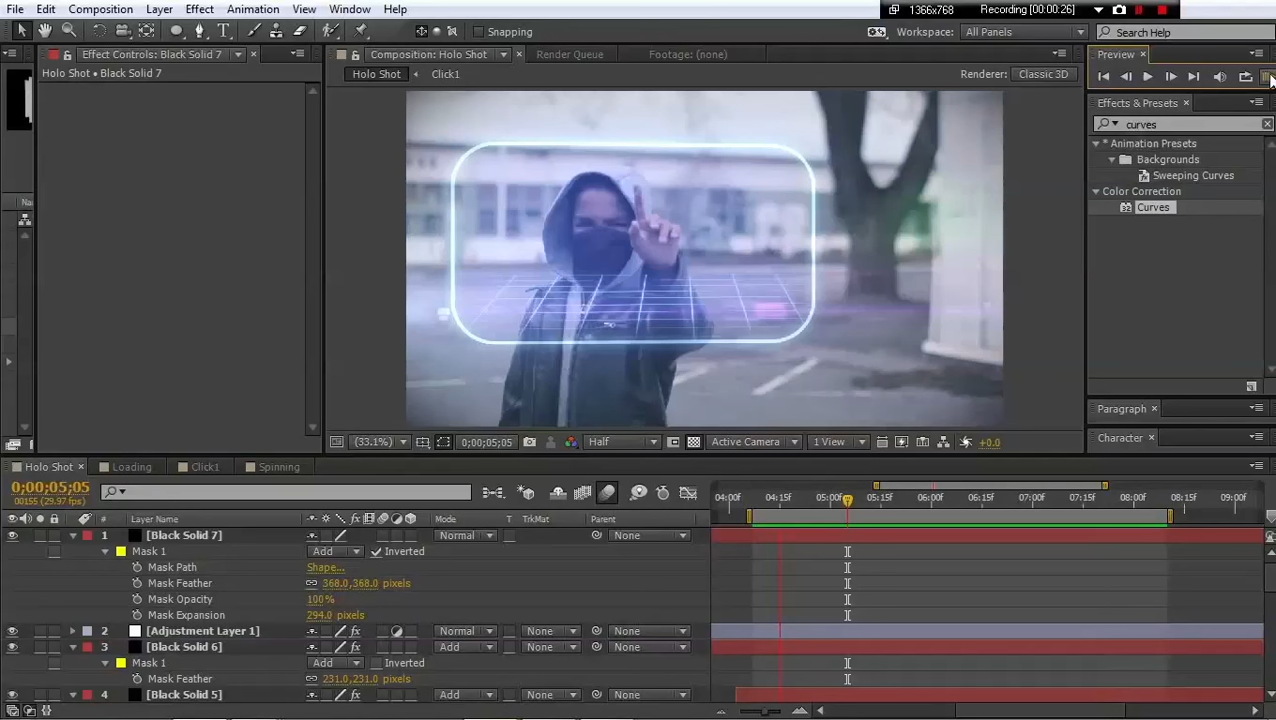 File Edit Composition Layer Effect Animation View Window Help
1366x768 Recording [00:00:26]
Snapping Workspace: All Panels Search Help
Effect Controls: Black Solid 7 Composition: Holo Shot Render Queue Footage: (none) Preview
Holo Shot • Black Solid 7 Holo Shot Click1 Renderer: Classic 3D
Effects & Presets
curves
* Animation Presets
Backgrounds
Sweeping Curves
Color Correction
Curves
Paragraph
Character
(33.1%) 0;00;05;05 Half Active Camera 1 View +0.0
Holo Shot Loading Click1 Spinning
0;00;05;05
00155 (29.97 fps)
04:00f 04:15f 05:00f 05:15f 06:00f 06:15f 07:00f 07:15f 08:00f 08:15f 09:00f
# Layer Name Mode T TrkMat Parent
1 [Black Solid 7] Normal None
Mask 1 Add Inverted
Mask Path Shape...
Mask Feather 368.0,368.0 pixels
Mask Opacity 100%
Mask Expansion 294.0 pixels
2 [Adjustment Layer 1] Normal None None
3 [Black Solid 6] Add None None
Mask 1 Add Inverted
Mask Feather 231.0,231.0 pixels
4 [Black Solid 5] Add None None